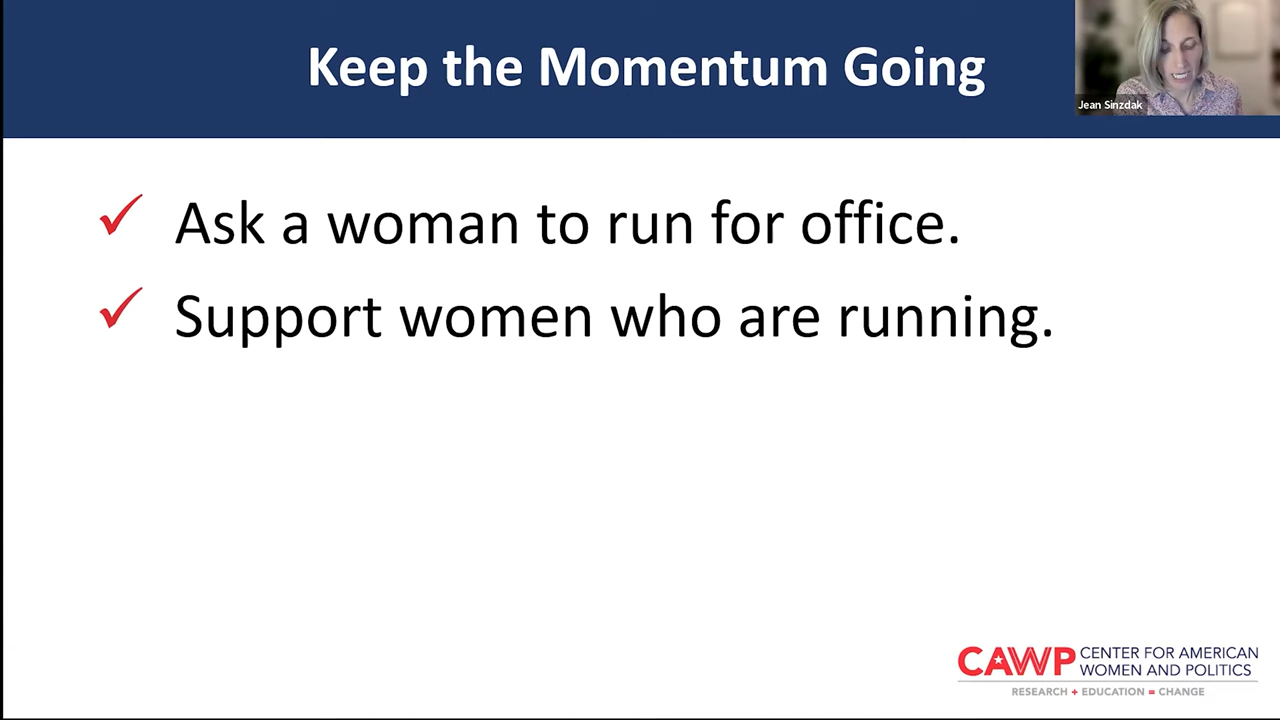 Keep the Momentum Going
Jean Sinzdak
Ask a woman to run for office.
Support women who are running.
CAWP CENTER FOR AMERICAN
WOMEN AND POLITICS
RESEARCH + EDUCATION = CHANGE